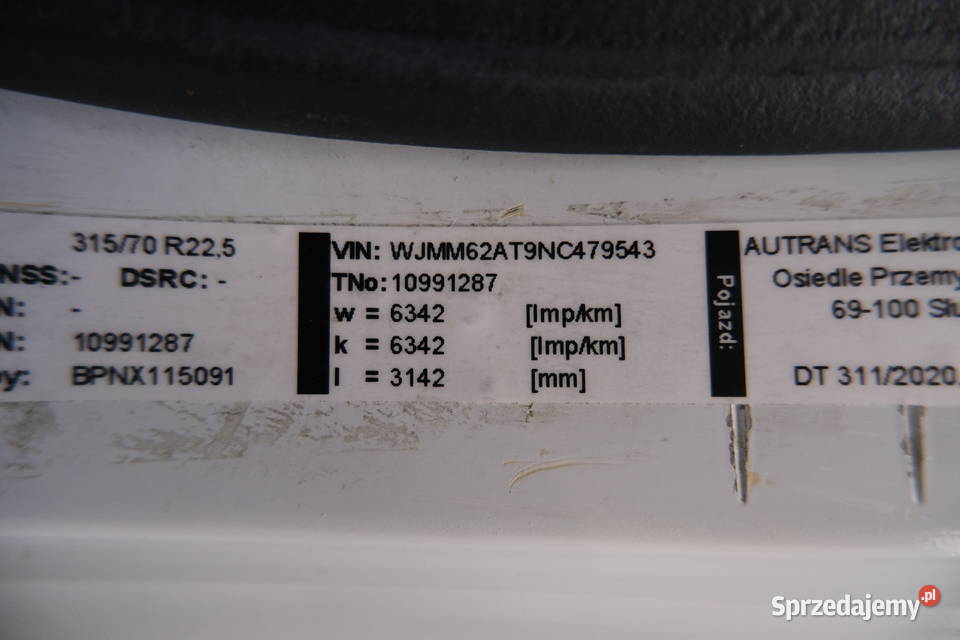 315/70 R22,5
NSS:- DSRC: -
N: -
N: 10991287
y: BPNX115091
VIN: WJMM62AT9NC479543
TNo: 10991287
w = 6342 [Imp/km]
k = 6342 [Imp/km]
l = 3142 [mm]
Pojazd:
AUTRANS Elektro
Osiedle Przemy
69-100 Słu
DT 311/2020,
Sprzedajemy.pl